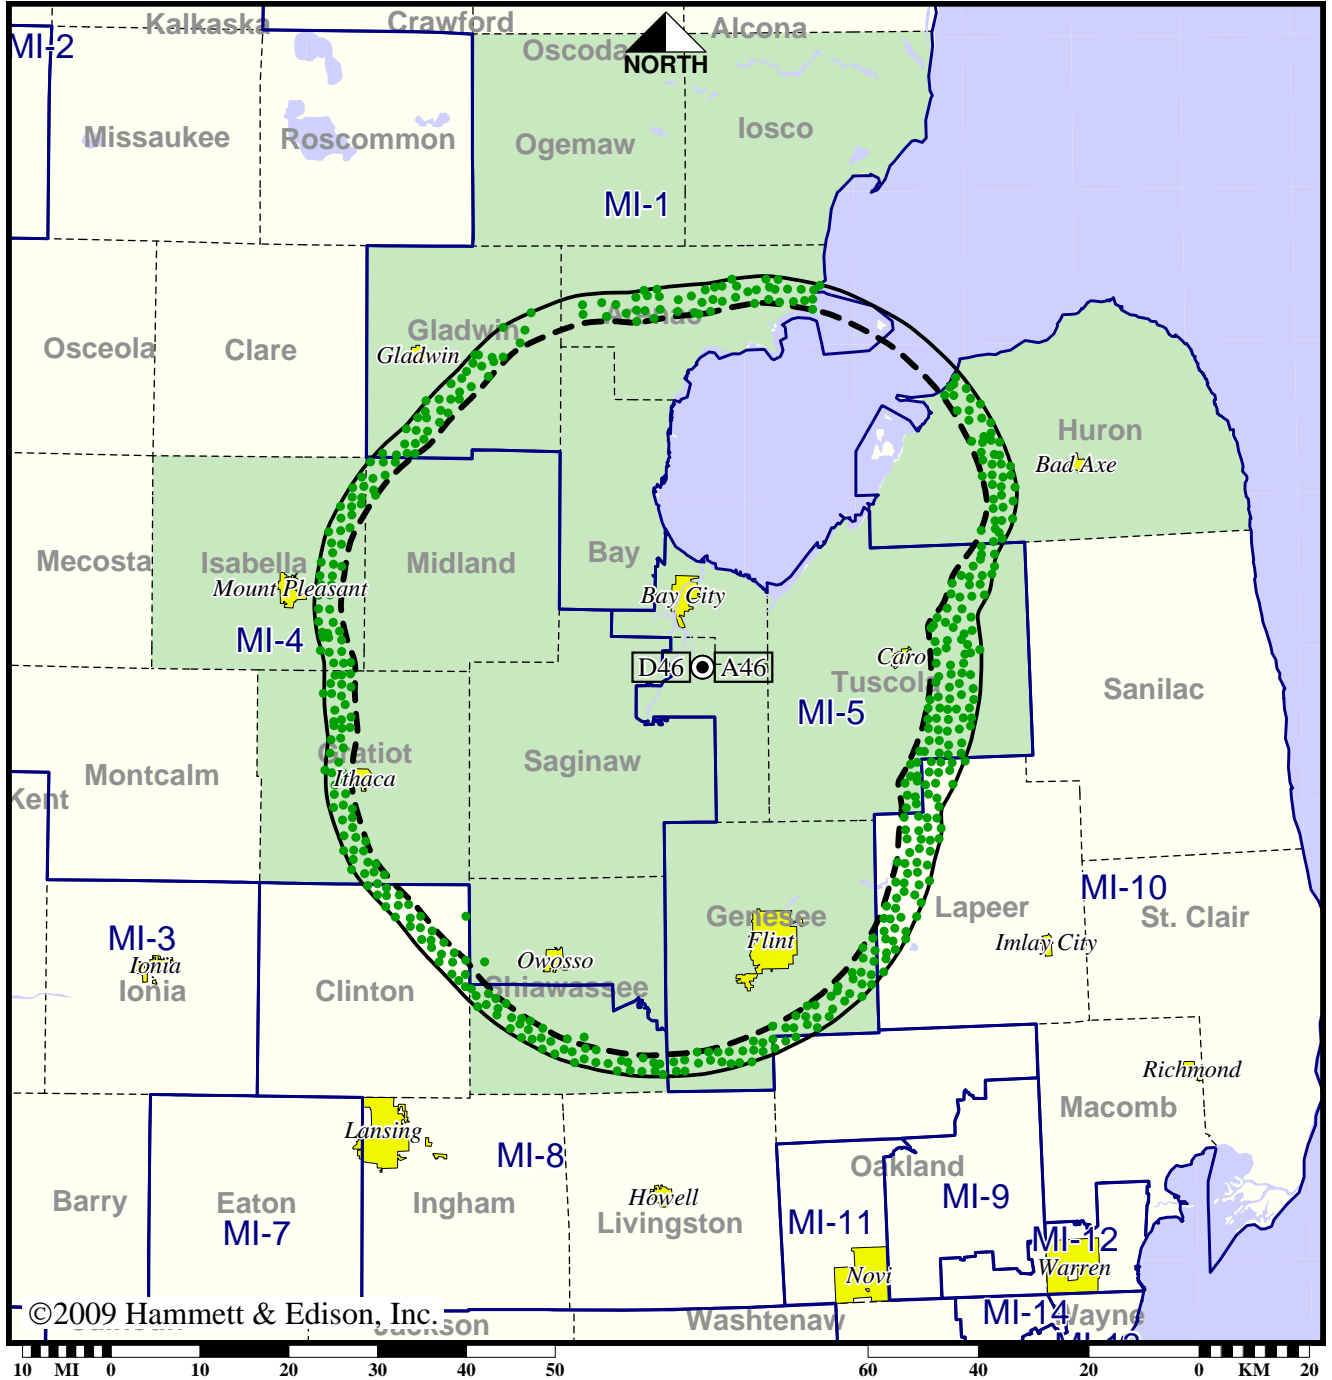 Kalkaska
Crawford
Alcona
MI-2
Oscoda
NORTH
Missaukee
Roscommon
Ogemaw
Iosco
MI-1
Osceola
Clare
Gladwin
Gladwin
Arenac
Huron
Bad Axe
Mecosta
Isabella
Mount Pleasant
Midland
Bay
Bay City
MI-4
D46
A46
Caro
Tuscola
MI-5
Sanilac
Montcalm
Gratiot
Ithaca
Saginaw
Kent
MI-10
Genesee
Flint
Lapeer
Imlay City
St. Clair
MI-3
Ionia
Ionia
Clinton
Owosso
Shiawassee
Richmond
Macomb
Lansing
MI-8
Oakland
Barry
Eaton
MI-7
Ingham
Howell
Livingston
MI-11
MI-9
MI-12
Warren
Novi
©2009 Hammett & Edison, Inc.
Jackson
Washtenaw
MI-14
Wayne
10 MI 0 10 20 30 40 50
60 40 20 0 KM 20